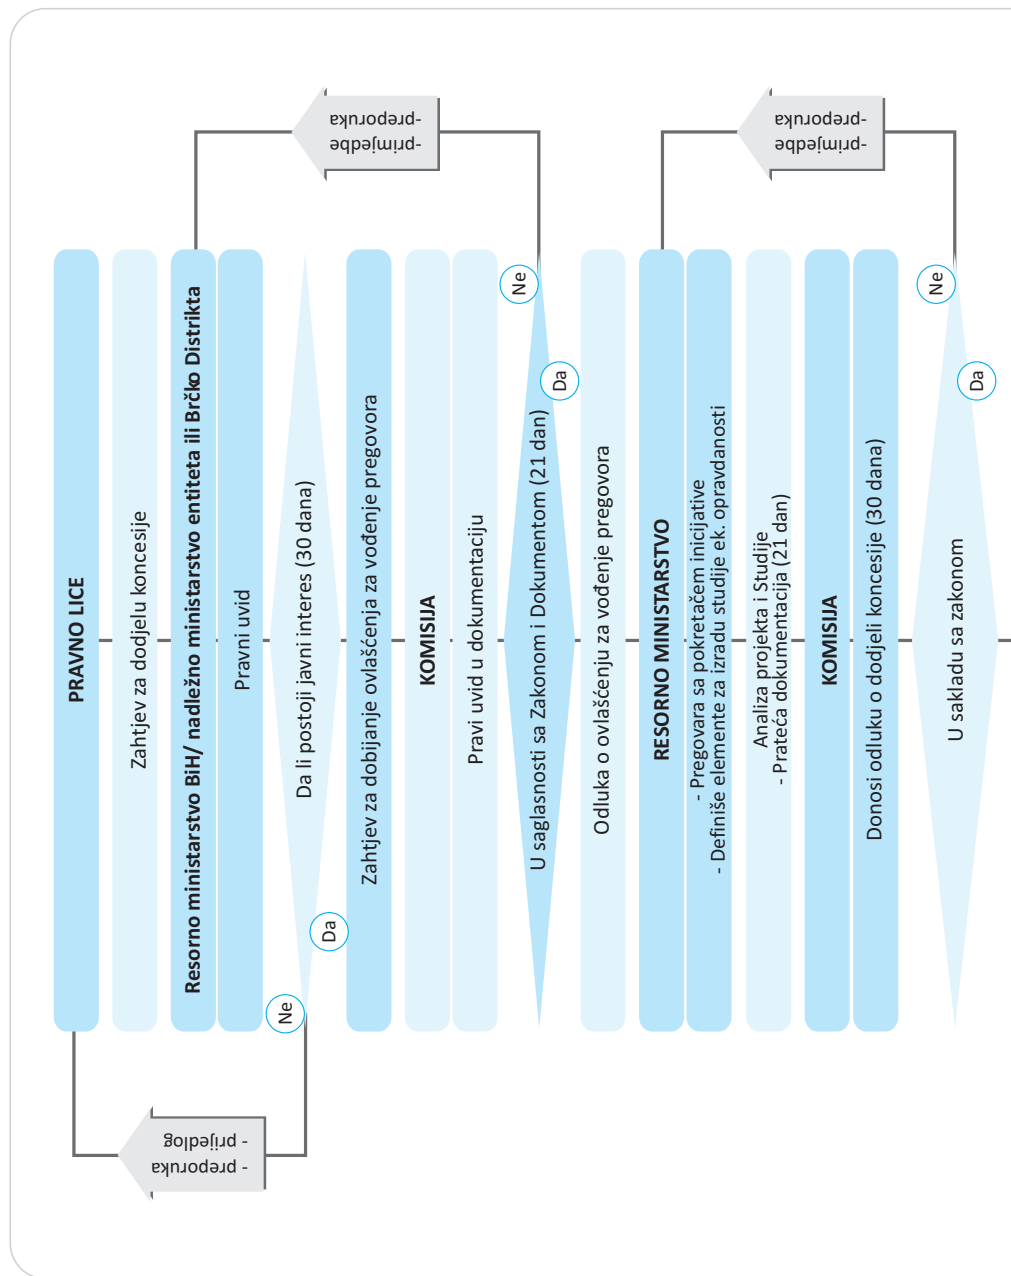 PRAVNO LICE
Zahtjev za dodjelu koncesije
Resorno ministarstvo BiH/ nadležno ministarstvo entiteta ili Brčko Distrikta
Pravni uvid
Da li postoji javni interes (30 dana)
Ne
Da
- preporuka
- prijedlog
Zahtjev za dobijanje ovlašćenja za vođenje pregovora
KOMISIJA
Pravi uvid u dokumentaciju
U saglasnosti sa Zakonom i Dokumentom (21 dan)
Ne
Da
-primjedbe
-preporuka
Odluka o ovlašćenju za vođenje pregovora
RESORNO MINISTARSTVO
- Pregovara sa pokretačem inicijative
- Definiše elemente za izradu studije ek. opravdanosti
Analiza projekta i Studije
- Prateća dokumentacija (21 dan)
KOMISIJA
Donosi odluku o dodjeli koncesije (30 dana)
U sakladu sa zakonom
Ne
Da
-primjedbe
-preporuka